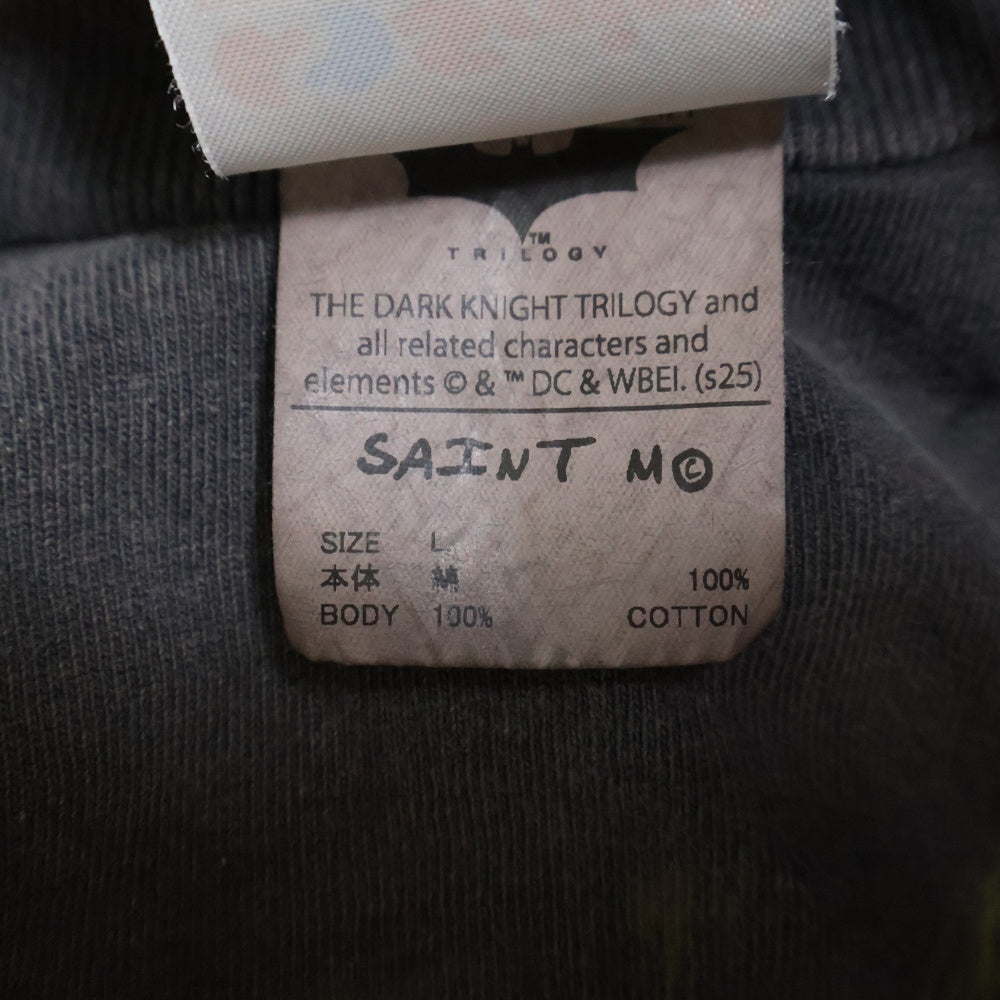 TM
TRILOGY
THE DARK KNIGHT TRILOGY and
all related characters and
elements © & ™ DC & WBEI. (s25)
SAINT M©
SIZE L
本体 綿 100%
BODY 100% COTTON